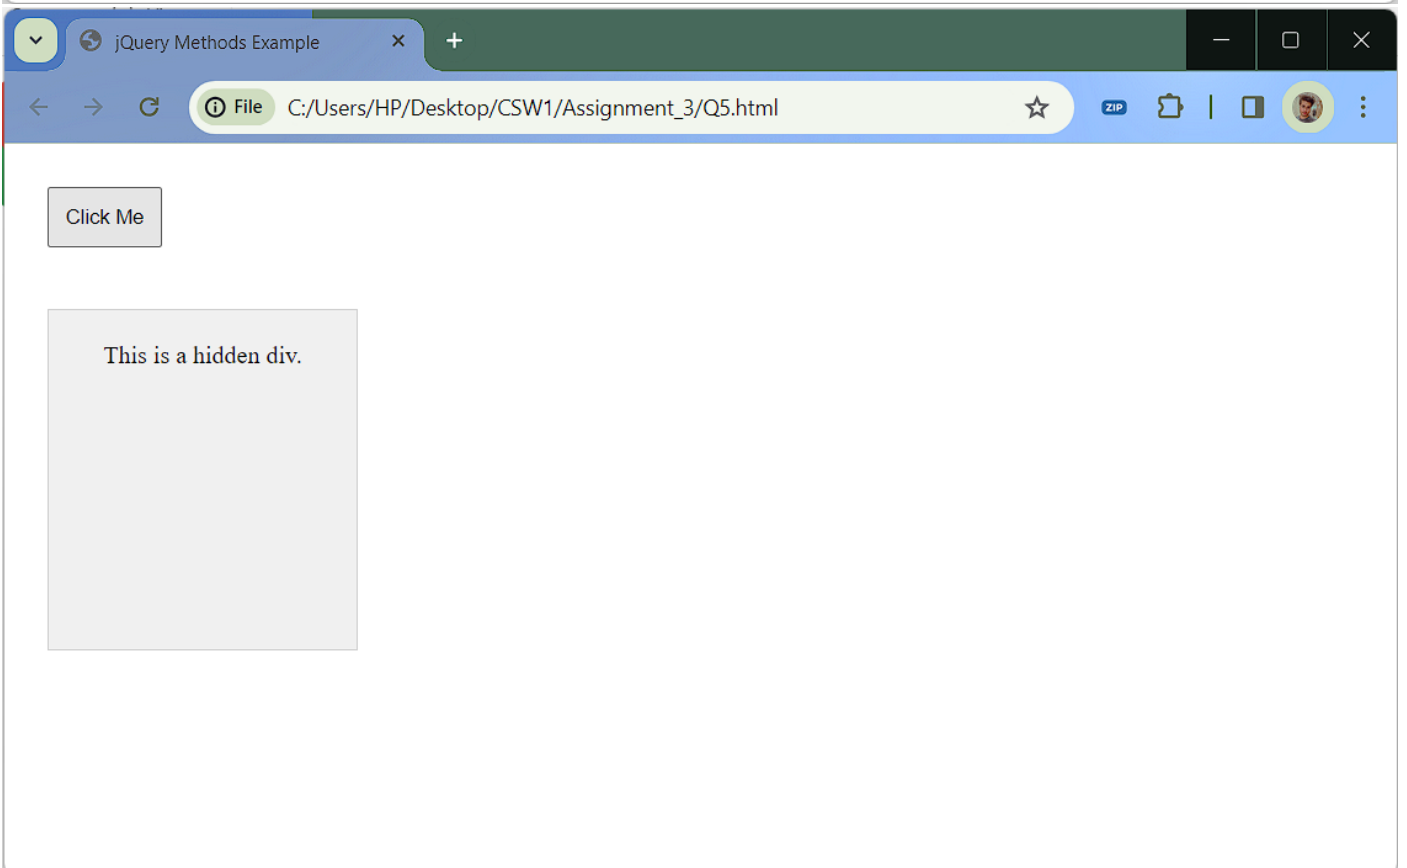 jQuery Methods Example
File C:/Users/HP/Desktop/CSW1/Assignment_3/Q5.html ZIP
Click Me
This is a hidden div.